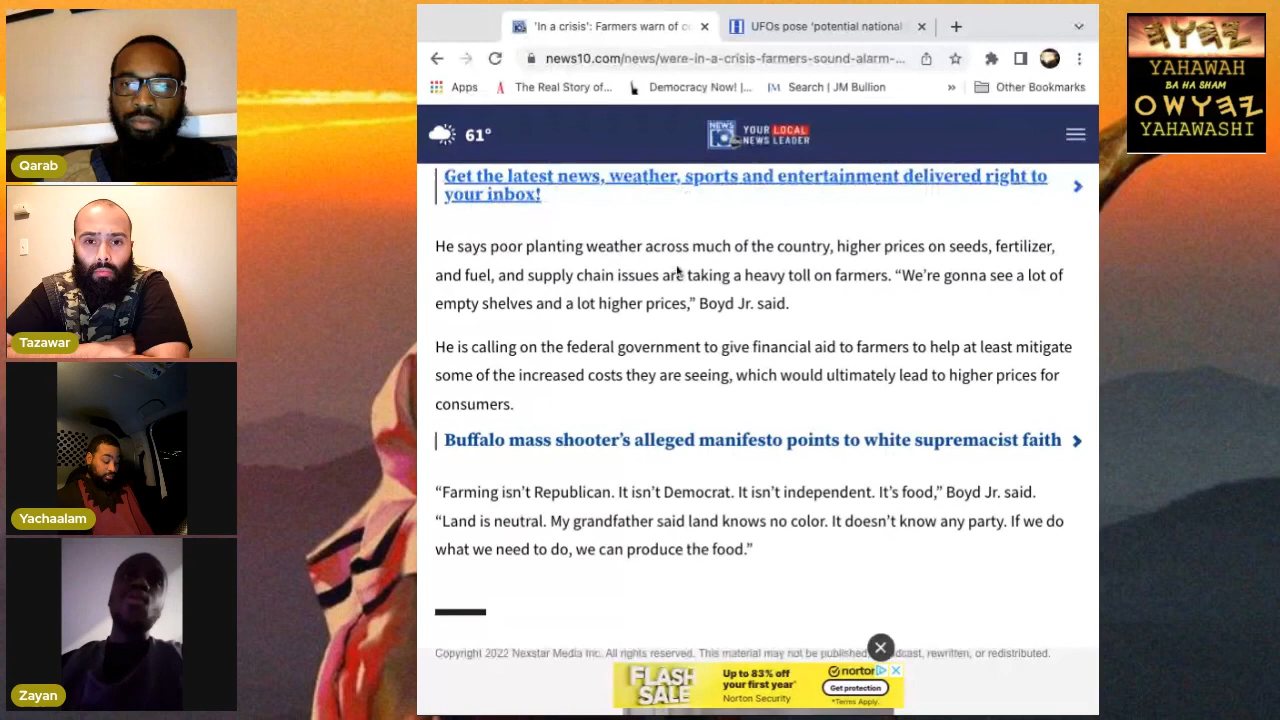 Qarab
Tazawar
Yachaalam
Zayan
'In a crisis': Farmers warn of
UFOs pose 'potential national
news10.com/news/were-in-a-crisis-farmers-sound-alarm-...
Apps
The Real Story of...
Democracy Now! |...
JM
Search | JM Bullion
»
Other Bookmarks
61°
NEWS
YOUR LOCAL
NEWS LEADER
Get the latest news, weather, sports and entertainment delivered right to
your inbox!
He says poor planting weather across much of the country, higher prices on seeds, fertilizer,
and fuel, and supply chain issues are taking a heavy toll on farmers. “We’re gonna see a lot of
empty shelves and a lot higher prices,” Boyd Jr. said.
He is calling on the federal government to give financial aid to farmers to help at least mitigate
some of the increased costs they are seeing, which would ultimately lead to higher prices for
consumers.
Buffalo mass shooter’s alleged manifesto points to white supremacist faith
“Farming isn’t Republican. It isn’t Democrat. It isn’t independent. It’s food,” Boyd Jr. said.
“Land is neutral. My grandfather said land knows no color. It doesn’t know any party. If we do
what we need to do, we can produce the food.”
Copyright 2022 Nexstar Media Inc. All rights reserved. This material may not be published, rewritten, or redistributed.
FLASH
SALE
Up to 83% off
your first year*
Norton Security
norton
Get protection
*Terms Apply.
YAHAWAH
BA HA SHAM
YAHAWASHI